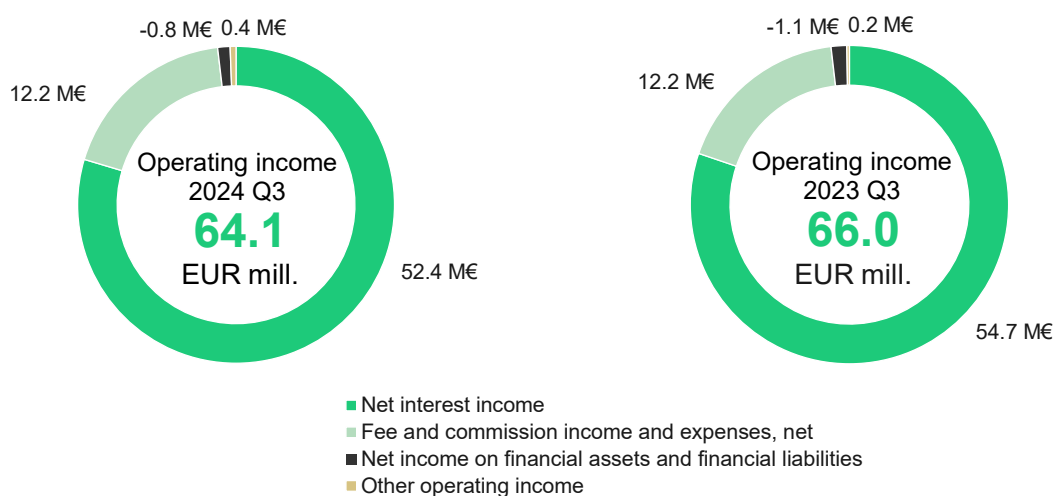 -0.8 M€
0.4 M€
12.2 M€
Operating income
2024 Q3
64.1
EUR mill.
52.4 M€
-1.1 M€
0.2 M€
12.2 M€
Operating income
2023 Q3
66.0
EUR mill.
54.7 M€
Net interest income
Fee and commission income and expenses, net
Net income on financial assets and financial liabilities
Other operating income